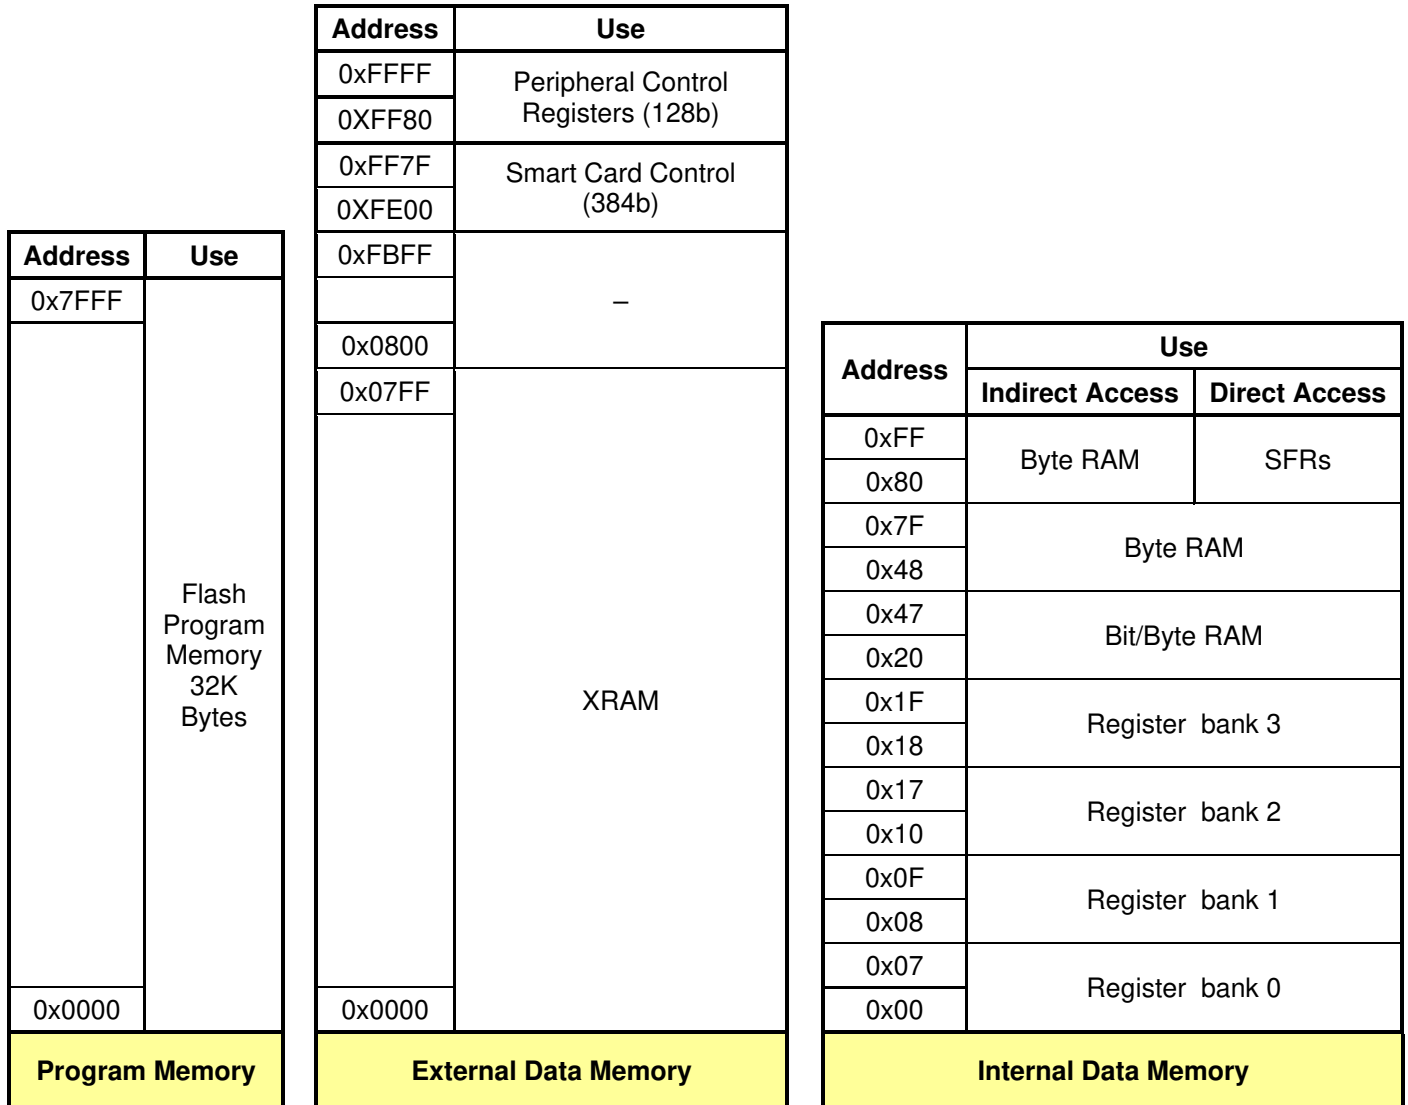 Address Use
0x7FFF
Flash
Program
Memory
32K
Bytes
0x0000
Program Memory
Address Use
0xFFFF
Peripheral Control
Registers (128b)
0XFF80
0xFF7F
Smart Card Control
(384b)
0XFE00
0xFBFF
–
0x0800
0x07FF
XRAM
0x0000
External Data Memory
Address
Use
Indirect Access Direct Access
0xFF
Byte RAM SFRs
0x80
0x7F
Byte RAM
0x48
0x47
Bit/Byte RAM
0x20
0x1F
Register bank 3
0x18
0x17
Register bank 2
0x10
0x0F
Register bank 1
0x08
0x07
Register bank 0
0x00
Internal Data Memory